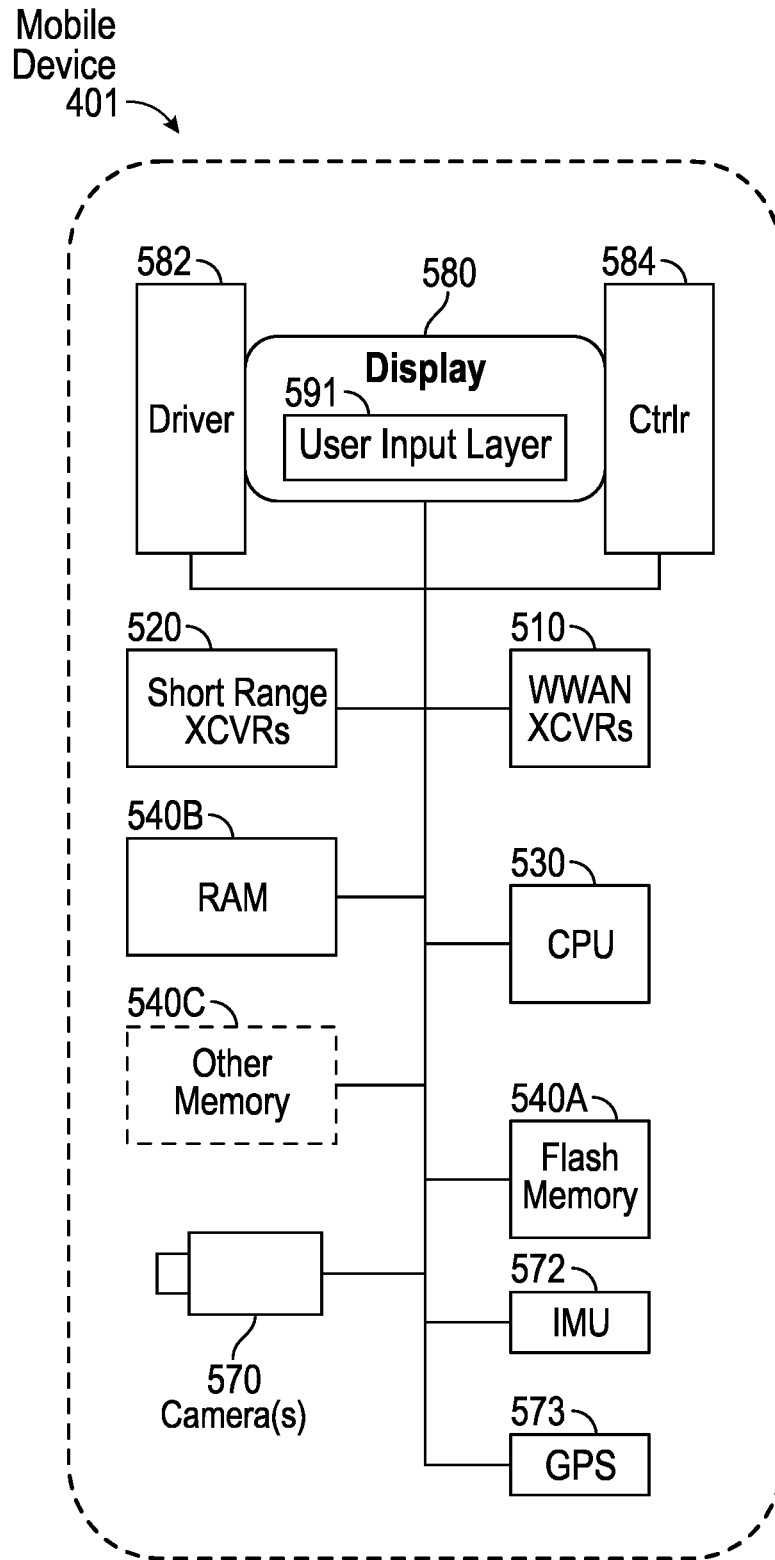 Mobile
Device
401
582
580
584
Driver
Display
591
User Input Layer
Ctrlr
520
510
Short Range
XCVRs
WWAN
XCVRs
540B
RAM
530
CPU
540C
Other
Memory
540A
Flash
Memory
570
Camera(s)
572
IMU
573
GPS